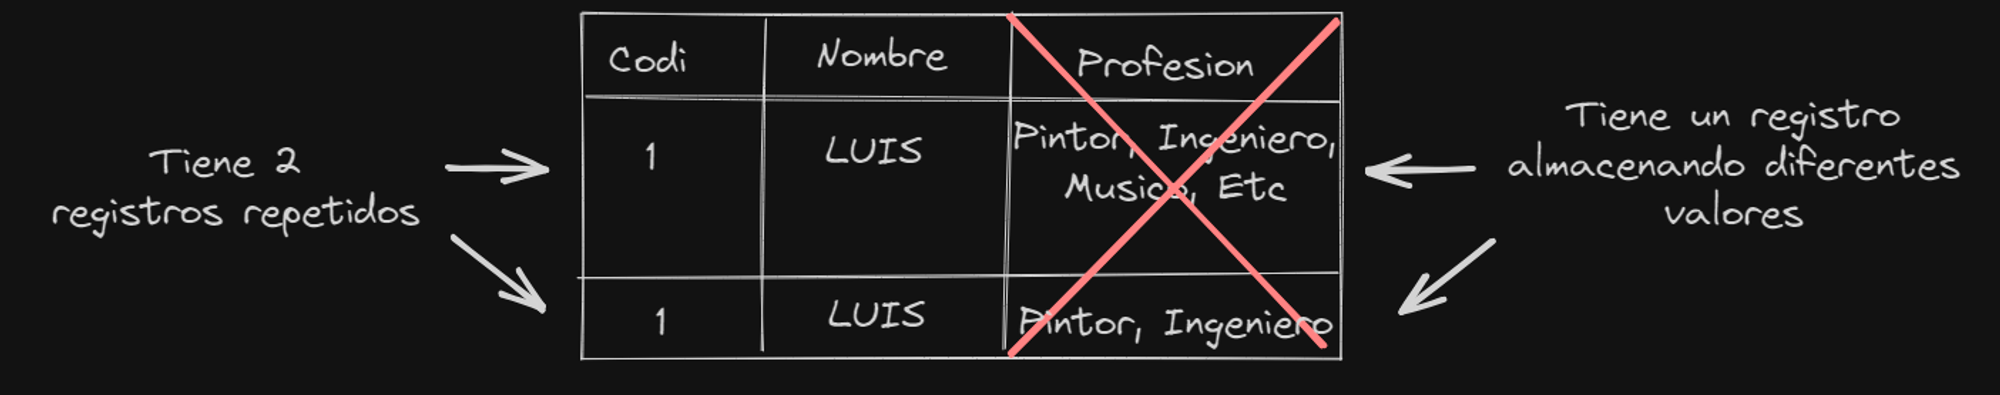 Codi
Nombre
Profesion
Tiene 2
registros repetidos
1
LUIS
Pintor, Ingeniero,
Musico, Etc
1
LUIS
Pintor, Ingeniero
Tiene un registro
almacenando diferentes
valores